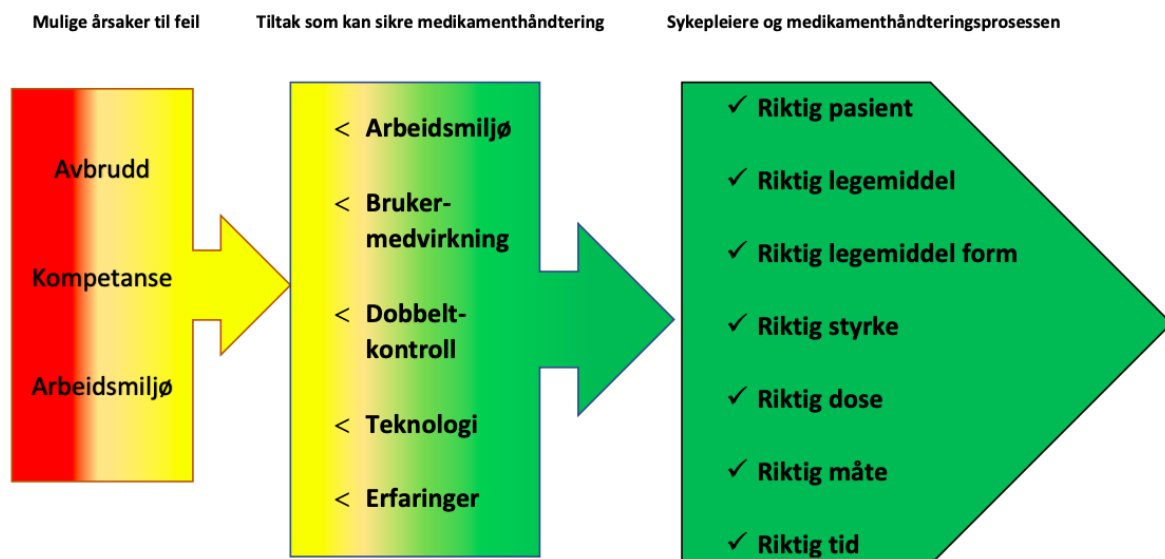 Mulige årsaker til feil
Tiltak som kan sikre medikamenthåndtering
Sykepleiere og medikamenthåndteringsprosessen
Avbrudd
Kompetanse
Arbeidsmiljø
< Arbeidsmiljø
< Bruker-
medvirkning
< Dobbelt-
kontroll
< Teknologi
< Erfaringer
✓ Riktig pasient
✓ Riktig legemiddel
✓ Riktig legemiddel form
✓ Riktig styrke
✓ Riktig dose
✓ Riktig måte
✓ Riktig tid